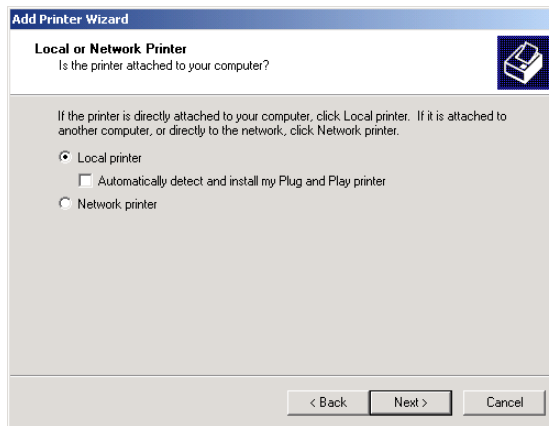 Add Printer Wizard
Local or Network Printer
Is the printer attached to your computer?
If the printer is directly attached to your computer, click Local printer. If it is attached to
another computer, or directly to the network, click Network printer.
Local printer
Automatically detect and install my Plug and Play printer
Network printer
< Back
Next >
Cancel